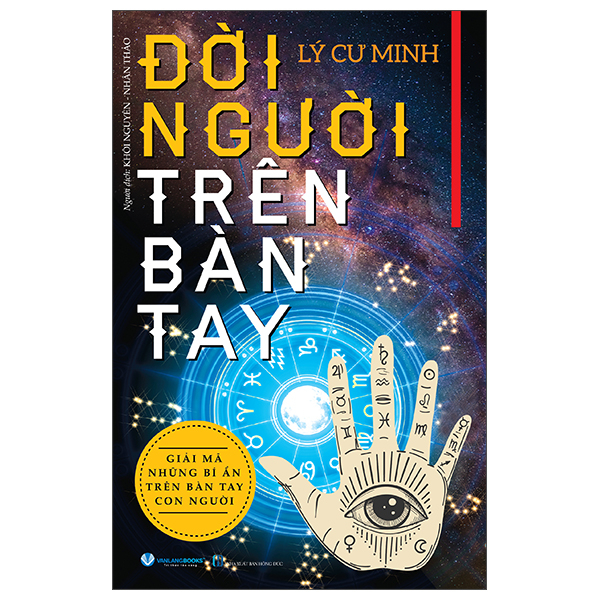 LÝ CƯ MINH
ĐỜI
NGƯỜI
TRÊN
BÀN
TAY
Người dịch: KHÔI NGUYÊN - NHÂN THẢO
GIẢI MÃ
NHỮNG BÍ ẨN
TRÊN BÀN TAY
CON NGƯỜI
VANLANGBOOKS
NHÀ XUẤT BẢN HỒNG ĐỨC